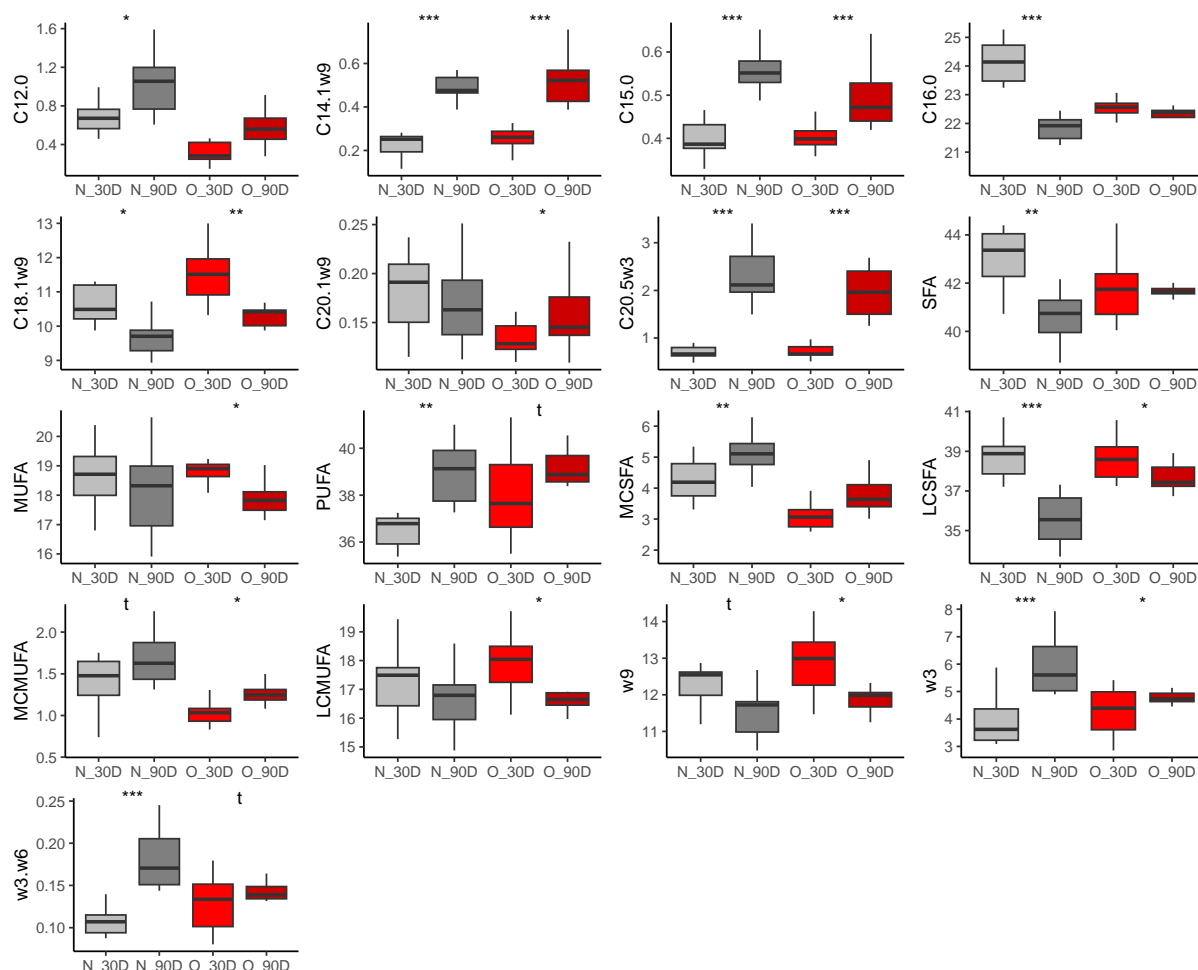 * *** *** *** ***
***
C12.0
1.6
1.2
0.8
0.4
N_30D N_90D O_30D O_90D
C14.1w9
0.6
0.4
0.2
N_30D N_90D O_30D O_90D
C15.0
0.6
0.5
0.4
N_30D N_90D O_30D O_90D
C16.0
25
24
23
22
21
N_30D N_90D O_30D O_90D
* **
C18.1w9
13
12
11
10
9
N_30D N_90D O_30D O_90D
*
C20.1w9
0.25
0.20
0.15
N_30D N_90D O_30D O_90D
*** ***
C20.5w3
3
2
1
N_30D N_90D O_30D O_90D
**
SFA
44
42
40
N_30D N_90D O_30D O_90D
*
MUFA
20
19
18
17
16
N_30D N_90D O_30D O_90D
** t
PUFA
40
38
36
N_30D N_90D O_30D O_90D
**
MCSFA
6
5
4
3
2
N_30D N_90D O_30D O_90D
*** *
LCSFA
41
39
37
35
N_30D N_90D O_30D O_90D
t *
MCMUFA
2.0
1.5
1.0
0.5
N_30D N_90D O_30D O_90D
*
LCMUFA
19
18
17
16
15
N_30D N_90D O_30D O_90D
t *
w9
14
13
12
11
N_30D N_90D O_30D O_90D
*** *
w3
8
7
6
5
4
3
N_30D N_90D O_30D O_90D
*** t
w3.w6
0.25
0.20
0.15
0.10
N_30D N_90D O_30D O_90D